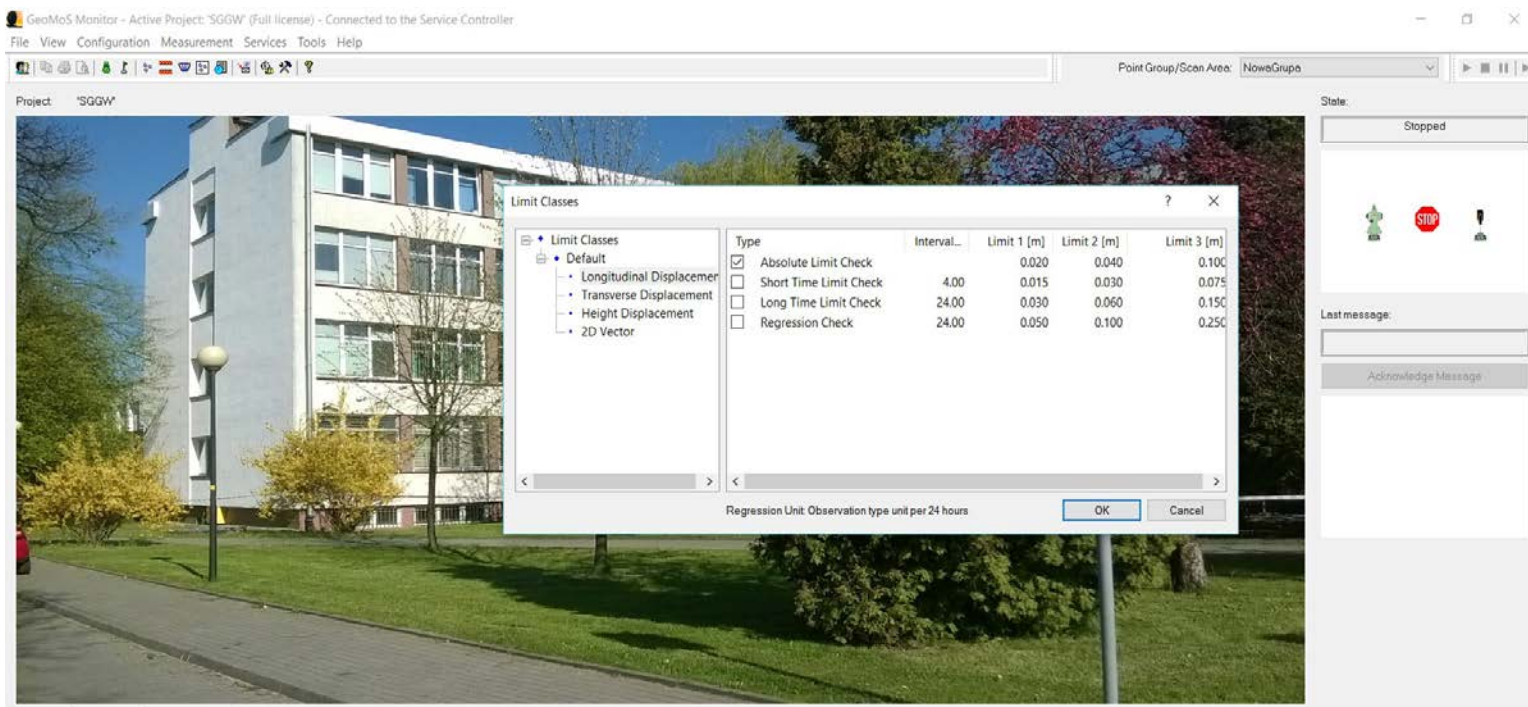 GeoMoS Monitor - Active Project: 'SGGW' (Full license) - Connected to the Service Controller
File View Configuration Measurement Services Tools Help
Point Group/Scan Area: NowaGrupa
Project 'SGGW'
State:
Stopped
STOP
Limit Classes
? 
Limit Classes
Default
Longitudinal Displacemer
Transverse Displacement
Height Displacement
2D Vector
Type Interval... Limit 1 [m] Limit 2 [m] Limit 3 [m]
Absolute Limit Check 0.020 0.040 0.100
Short Time Limit Check 4.00 0.015 0.030 0.075
Long Time Limit Check 24.00 0.030 0.060 0.150
Regression Check 24.00 0.050 0.100 0.250
Regression Unit: Observation type unit per 24 hours
OK Cancel
Last message:
Acknowledge Message